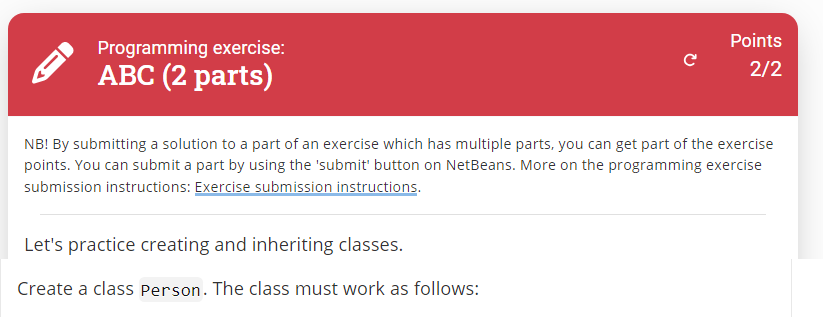 Programming exercise:
ABC (2 parts)
Points
2/2
NB! By submitting a solution to a part of an exercise which has multiple parts, you can get part of the exercise
points. You can submit a part by using the 'submit' button on NetBeans. More on the programming exercise
submission instructions: Exercise submission instructions.
Let's practice creating and inheriting classes.
Create a class Person. The class must work as follows: